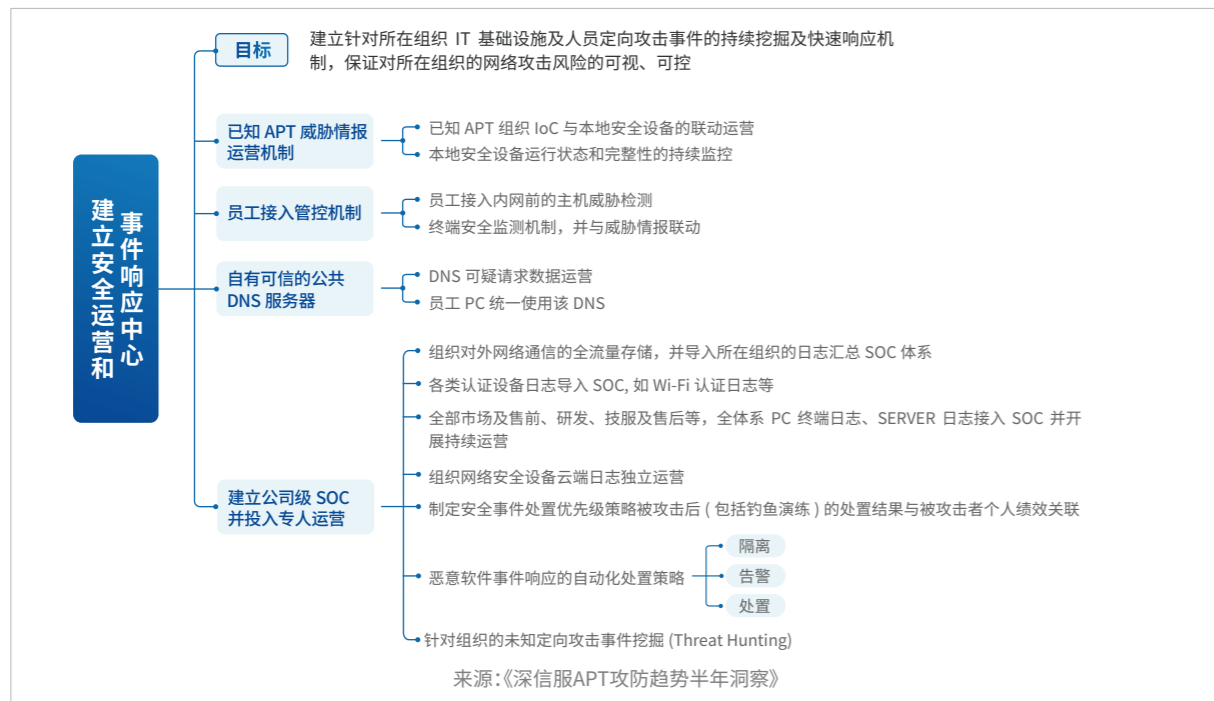 建立安全运营和
事件响应中心
目标
建立针对所在组织 IT 基础设施及人员定向攻击事件的持续挖掘及快速响应机
制，保证对所在组织的网络攻击风险的可视、可控
已知 APT 威胁情报
运营机制
已知 APT 组织 IoC 与本地安全设备的联动运营
本地安全设备运行状态和完整性的持续监控
员工接入管控机制
员工接入内网前的主机威胁检测
终端安全监测机制，并与威胁情报联动
自有可信的公共
DNS 服务器
DNS 可疑请求数据运营
员工 PC 统一使用该 DNS
建立公司级 SOC
并投入专人运营
组织对外网络通信的全流量存储，并导入所在组织的日志汇总 SOC 体系
各类认证设备日志导入 SOC, 如 Wi-Fi 认证日志等
全部市场及售前、研发、技服及售后等，全体系 PC 终端日志、SERVER 日志接入 SOC 并开
展持续运营
组织网络安全设备云端日志独立运营
制定安全事件处置优先级策略被攻击后 ( 包括钓鱼演练 ) 的处置结果与被攻击者个人绩效关联
恶意软件事件响应的自动化处置策略
隔离
告警
处置
针对组织的未知定向攻击事件挖掘 (Threat Hunting)
来源：《深信服APT攻防趋势半年洞察》